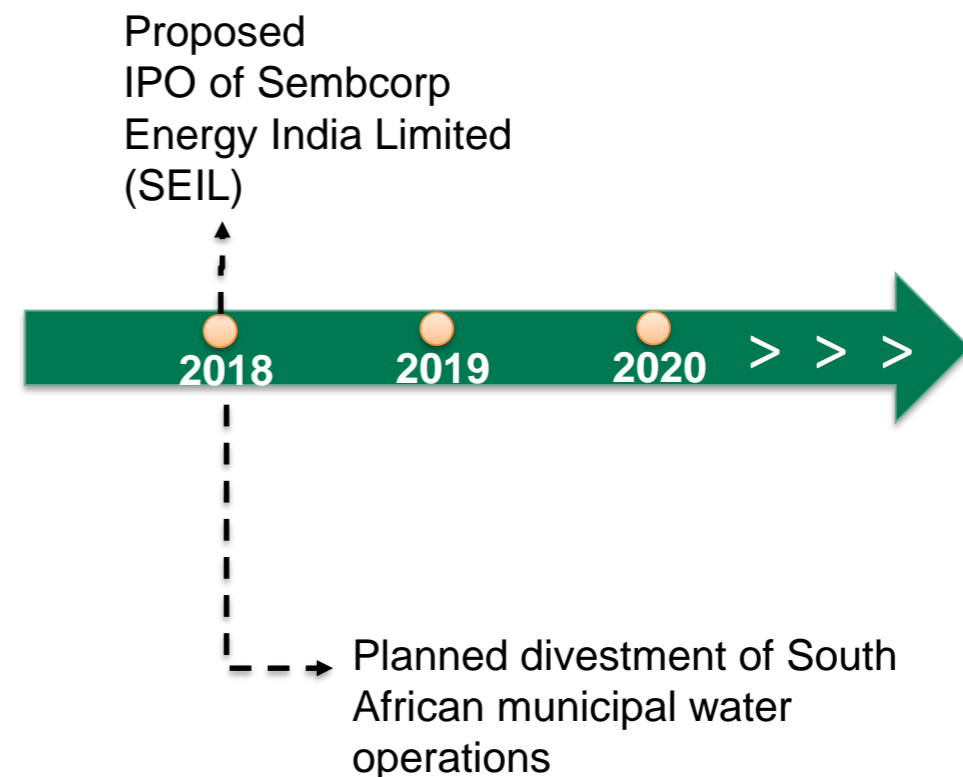 Proposed
IPO of Sembcorp
Energy India Limited
(SEIL)
2018 2019 2020 > > >
Planned divestment of South
African municipal water
operations